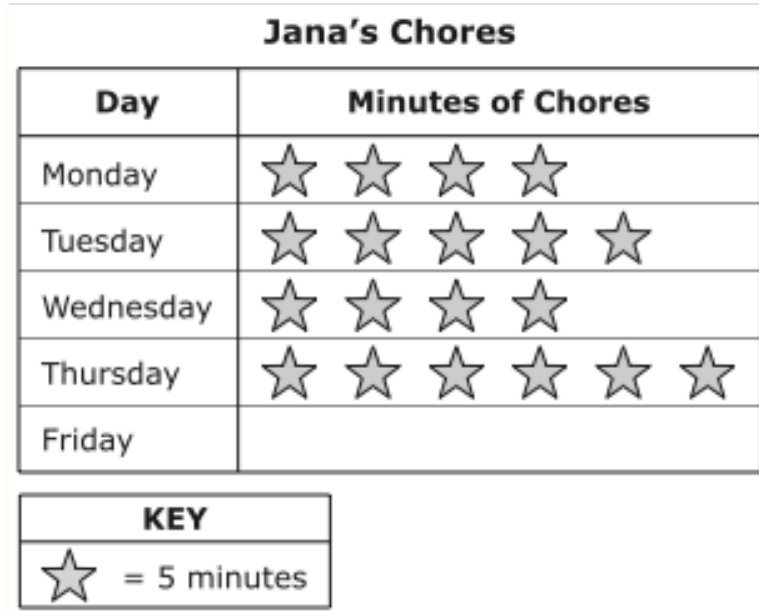 Jana's Chores
Day Minutes of Chores
Monday
Tuesday
Wednesday
Thursday
Friday
KEY
= 5 minutes